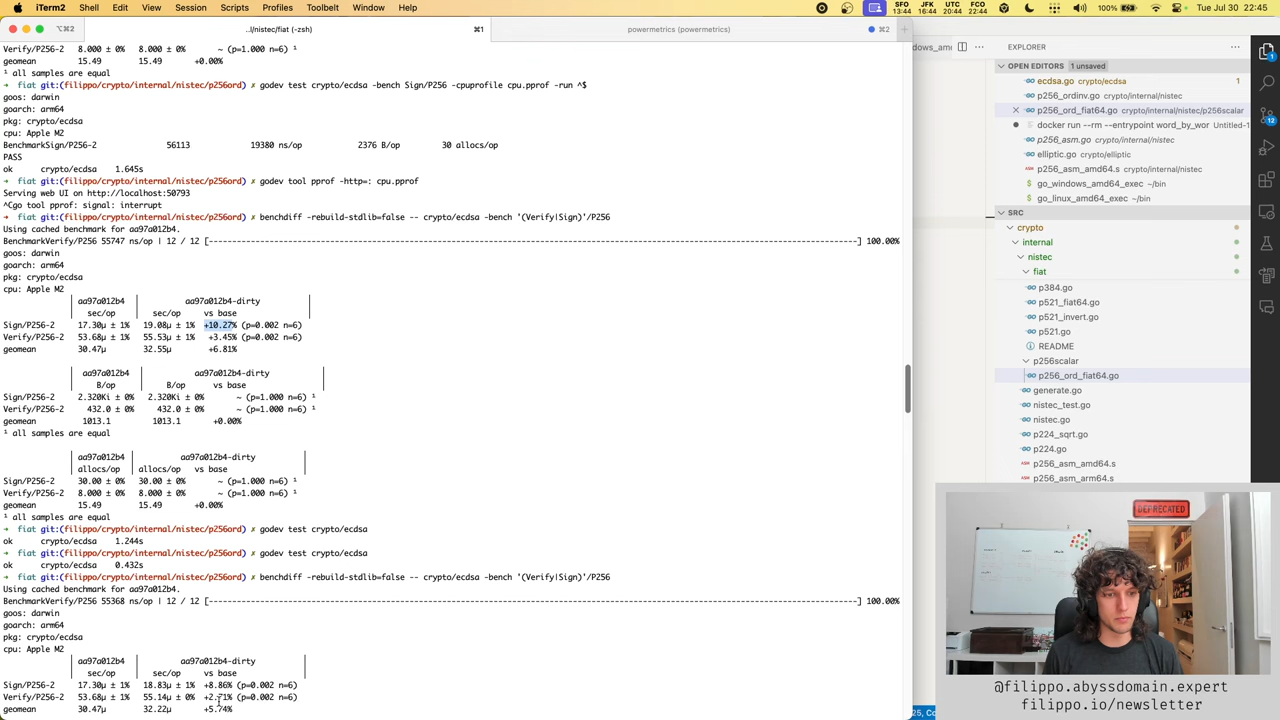 iTerm2 Shell Edit View Session Scripts Profiles Toolbelt Window Help
SFO 13:44 JFK 16:44 UTC 20:44 FCO 22:44 100% Tue Jul 30 22:45
⌥⌘2 ..l/nistec/fiat (-zsh) ⌘1 powermetrics (powermetrics) ⌘2
Verify/P256-2 8.000 ± 0% 8.000 ± 0% ~ (p=1.000 n=6) ¹
geomean 15.49 15.49 +0.00%
¹ all samples are equal
➜ fiat git:(filippo/crypto/internal/nistec/p256ord) ✗ godev test crypto/ecdsa -bench Sign/P256 -cpuprofile cpu.pprof -run ^$
goos: darwin
goarch: arm64
pkg: crypto/ecdsa
cpu: Apple M2
BenchmarkSign/P256-2 56113 19380 ns/op 2376 B/op 30 allocs/op
PASS
ok crypto/ecdsa 1.645s
➜ fiat git:(filippo/crypto/internal/nistec/p256ord) ✗ godev tool pprof -http=: cpu.pprof
Serving web UI on http://localhost:50793
^Cgo tool pprof: signal: interrupt
➜ fiat git:(filippo/crypto/internal/nistec/p256ord) ✗ benchdiff -rebuild-stdlib=false -- crypto/ecdsa -bench '(Verify|Sign)'/P256
Using cached benchmark for aa97a012b4.
BenchmarkVerify/P256 55747 ns/op | 12 / 12 [---] 100.00%
goos: darwin
goarch: arm64
pkg: crypto/ecdsa
cpu: Apple M2
│ aa97a012b4 │ aa97a012b4-dirty │
│ sec/op │ sec/op vs base │
Sign/P256-2 17.30µ ± 1% 19.08µ ± 1% +10.27% (p=0.002 n=6)
Verify/P256-2 53.68µ ± 1% 55.53µ ± 1% +3.45% (p=0.002 n=6)
geomean 30.47µ 32.55µ +6.81%
│ aa97a012b4 │ aa97a012b4-dirty │
│ B/op │ B/op vs base │
Sign/P256-2 2.320Ki ± 0% 2.320Ki ± 0% ~ (p=1.000 n=6) ¹
Verify/P256-2 432.0 ± 0% 432.0 ± 0% ~ (p=1.000 n=6) ¹
geomean 1013.1 1013.1 +0.00%
¹ all samples are equal
│ aa97a012b4 │ aa97a012b4-dirty │
│ allocs/op │ allocs/op vs base │
Sign/P256-2 30.00 ± 0% 30.00 ± 0% ~ (p=1.000 n=6) ¹
Verify/P256-2 8.000 ± 0% 8.000 ± 0% ~ (p=1.000 n=6) ¹
geomean 15.49 15.49 +0.00%
¹ all samples are equal
➜ fiat git:(filippo/crypto/internal/nistec/p256ord) ✗ godev test crypto/ecdsa
ok crypto/ecdsa 1.244s
➜ fiat git:(filippo/crypto/internal/nistec/p256ord) ✗ godev test crypto/ecdsa
ok crypto/ecdsa 0.432s
➜ fiat git:(filippo/crypto/internal/nistec/p256ord) ✗ benchdiff -rebuild-stdlib=false -- crypto/ecdsa -bench '(Verify|Sign)'/P256
Using cached benchmark for aa97a012b4.
BenchmarkVerify/P256 55368 ns/op | 12 / 12 [---] 100.00%
goos: darwin
goarch: arm64
pkg: crypto/ecdsa
cpu: Apple M2
│ aa97a012b4 │ aa97a012b4-dirty │
│ sec/op │ sec/op vs base │
Sign/P256-2 17.30µ ± 1% 18.83µ ± 1% +8.86% (p=0.002 n=6)
Verify/P256-2 53.68µ ± 1% 55.14µ ± 0% +2.71% (p=0.002 n=6)
geomean 30.47µ 32.22µ +5.74%
windows_amd
EXPLORER
OPEN EDITORS 1 unsaved
ecdsa.go crypto/ecdsa 1
p256_ordinv.go crypto/internal/nistec
p256_ord_fiat64.go crypto/internal/nistec/p256scalar
docker run --rm --entrypoint word_by_wor Untitled-1
p256_asm.go crypto/internal/nistec
elliptic.go crypto/elliptic
p256_asm_amd64.s crypto/internal/nistec
go_windows_amd64_exec ~/bin
go_linux_amd64_exec ~/bin
SRC
crypto
internal
nistec
fiat
p384.go
p521_fiat64.go
p521_invert.go
p521.go
README
p256scalar
p256_ord_fiat64.go
generate.go
nistec_test.go
nistec.go
p224_sqrt.go
p224.go
p256_asm_amd64.s
p256_asm_arm64.s
12
DEPRECATED
@filippo.abyssdomain.expert
filippo.io/newsletter